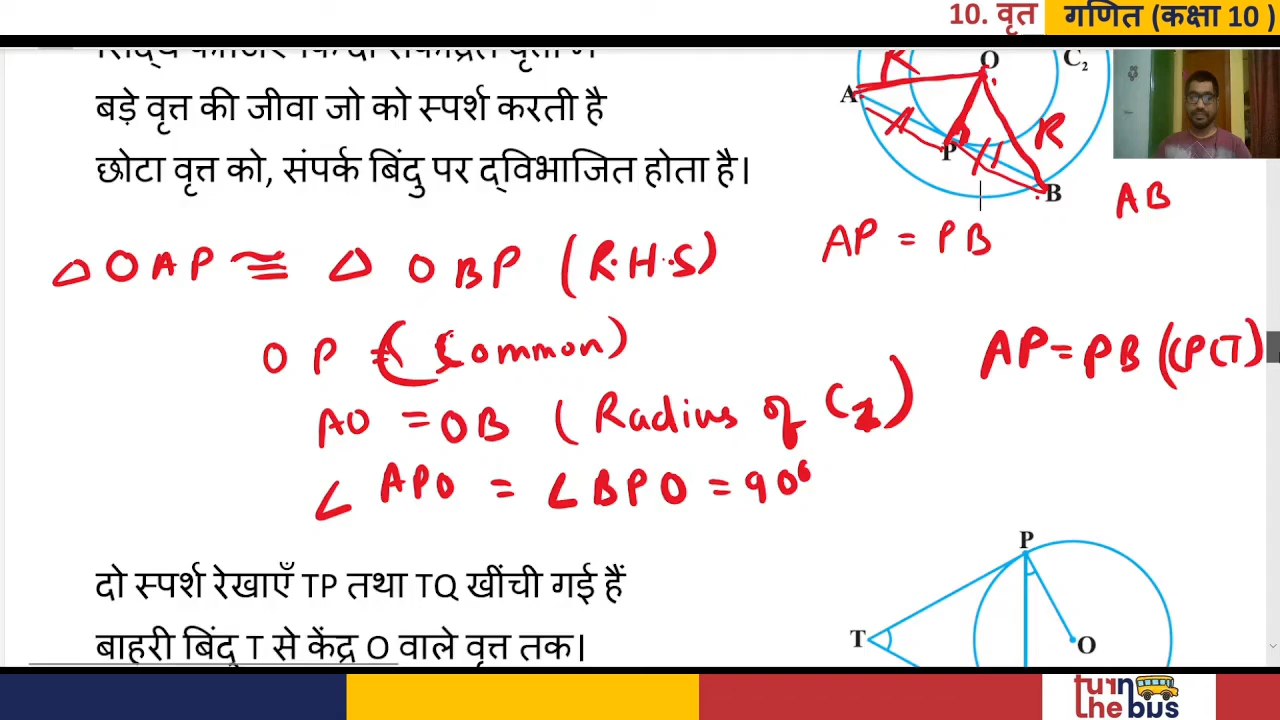 10. वृत गणित (कक्षा 10 )
बड़े वृत्त की जीवा जो को स्पर्श करती है
छोटा वृत्त को, संपर्क बिंदु पर द्विभाजित होता है।
O
C₂
A
R
R
P
B
AB
AP = PB
△OAP ≅ △OBP (R.H.S)
OP = (Common)
AP = PB (CPCT)
AO = OB (Radius of C₁)
∠APO = ∠BPO = 90°
दो स्पर्श रेखाएँ TP तथा TQ खींची गई हैं
बाहरी बिंदु T से केंद्र O वाले वृत्त तक।
P
T
O
turn the bus